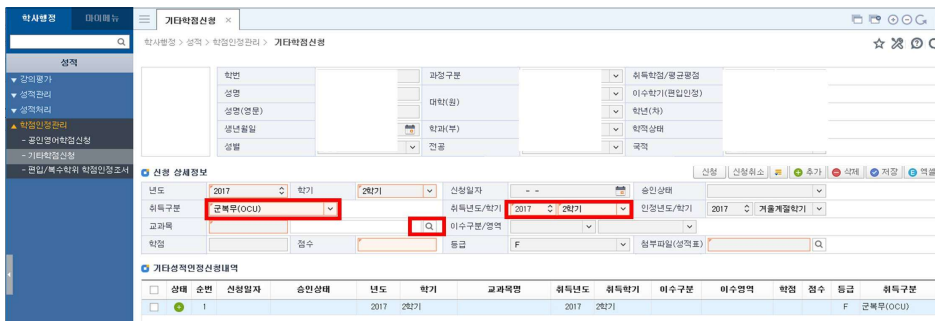 학사행정 마이메뉴 기타학점신청 ×
학사행정 > 성적 > 학점인정관리 > 기타학점신청
성적
▼ 강의평가
▼ 성적관리
▼ 성적처리
▲ 학점인정관리
- 공인영어학점신청
- 기타학점신청
- 편입/복수학위 학점인정조서
학번 과정구분 취득학점/평균평점
성명 대학(원) 이수학기(편입인정)
성명(영문) 학년(차)
생년월일 학과(부) 학적상태
성별 전공 국적
신청 상세정보 신청 신청취소 추가 삭제 저장 엑셀
년도 2017 학기 2학기 신청일자 - - 승인상태
취득구분 군복무(OCU) 취득년도/학기 2017 2학기 인정년도/학기 2017 겨울계절학기
교과목 이수구분/영역
학점 점수 등급 F 첨부파일(성적표)
기타성적인정신청내역
상태 순번 신청일자 승인상태 년도 학기 교과목명 취득년도 취득학기 이수구분 이수영역 학점 점수 등급 취득구분
1 2017 2학기 2017 2학기 F 군복무(OCU)